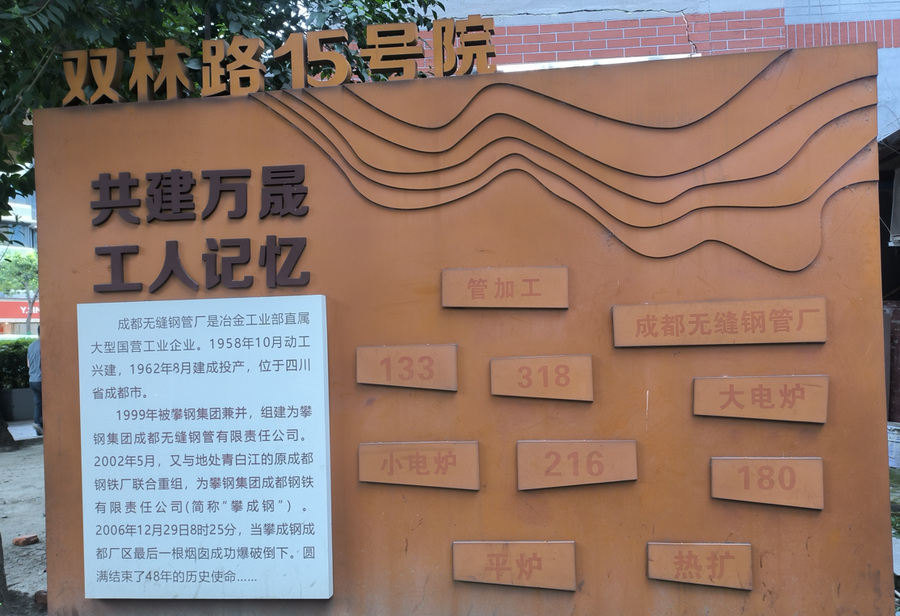 双林路15号院
共建万晟
工人记忆
成都无缝钢管厂是冶金工业部直属
大型国营工业企业。1958年10月动工
兴建，1962年8月建成投产，位于四川
省成都市。
1999年被攀钢集团兼并，组建为攀
钢集团成都无缝钢管有限责任公司。
2002年5月，又与地处青白江的原成都
钢铁厂联合重组，为攀钢集团成都钢铁
有限责任公司(简称“攀成钢”）。
2006年12月29日8时25分，当攀成钢成
都厂区最后一根烟囱成功爆破倒下。圆
满结束了48年的历史使命……
管加工
成都无缝钢管厂
133
318
大电炉
小电炉
216
180
平炉
热扩